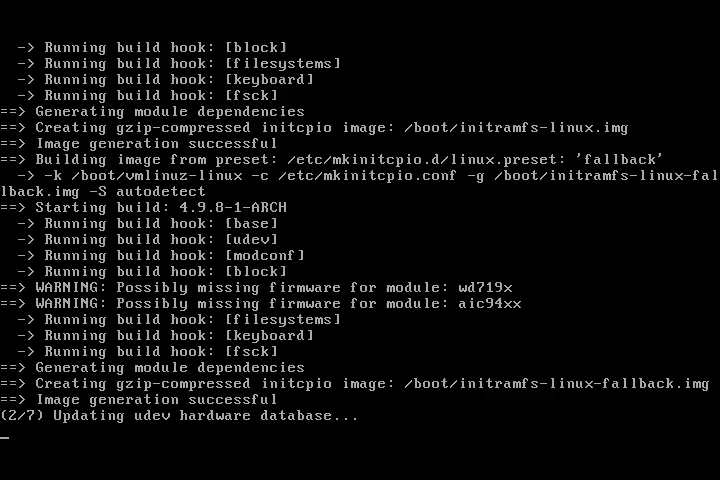 -> Running build hook: [block]
  -> Running build hook: [filesystems]
  -> Running build hook: [keyboard]
  -> Running build hook: [fsck]
==> Generating module dependencies
==> Creating gzip-compressed initcpio image: /boot/initramfs-linux.img
==> Image generation successful
==> Building image from preset: /etc/mkinitcpio.d/linux.preset: 'fallback'
  -> -k /boot/vmlinuz-linux -c /etc/mkinitcpio.conf -g /boot/initramfs-linux-fal
lback.img -S autodetect
==> Starting build: 4.9.8-1-ARCH
  -> Running build hook: [base]
  -> Running build hook: [udev]
  -> Running build hook: [modconf]
  -> Running build hook: [block]
==> WARNING: Possibly missing firmware for module: wd719x
==> WARNING: Possibly missing firmware for module: aic94xx
  -> Running build hook: [filesystems]
  -> Running build hook: [keyboard]
  -> Running build hook: [fsck]
==> Generating module dependencies
==> Creating gzip-compressed initcpio image: /boot/initramfs-linux-fallback.img
==> Image generation successful
(2/7) Updating udev hardware database...